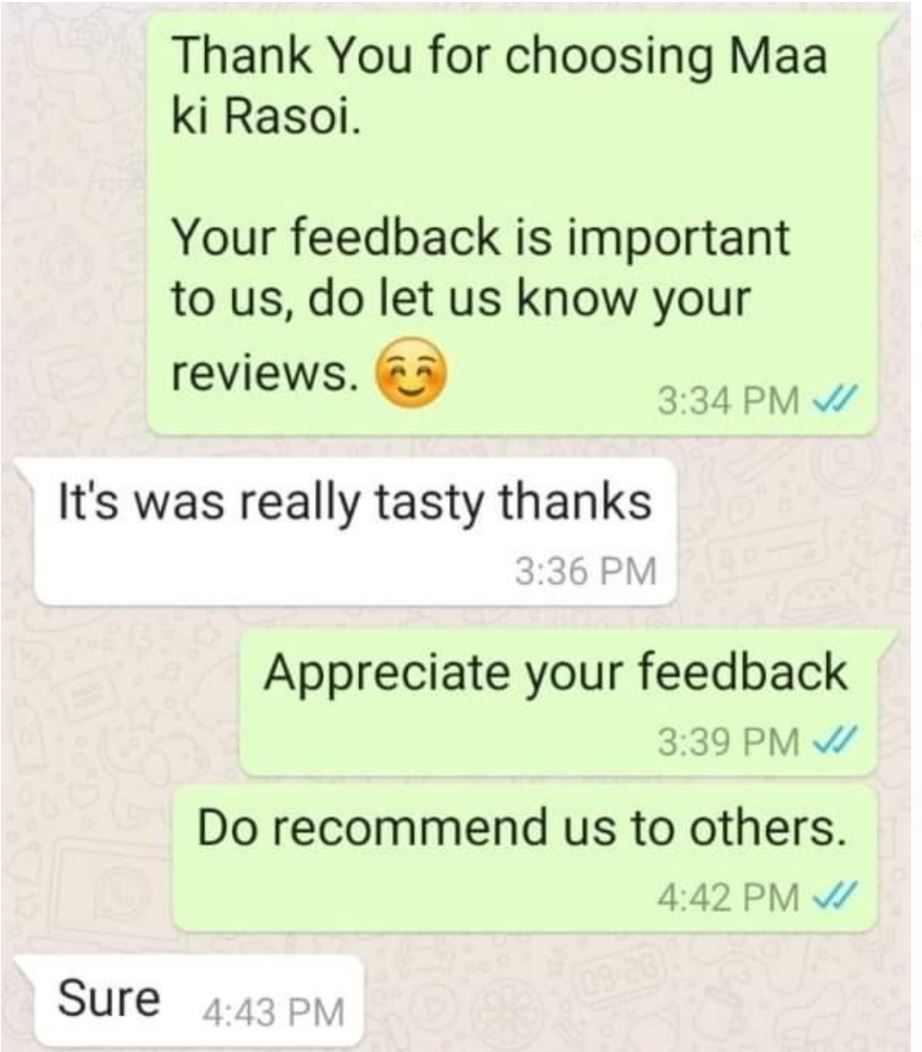 Thank You for choosing Maa
ki Rasoi.
Your feedback is important
to us, do let us know your
reviews. ☺️
3:34 PM
It's was really tasty thanks
3:36 PM
Appreciate your feedback
3:39 PM
Do recommend us to others.
4:42 PM
Sure 4:43 PM